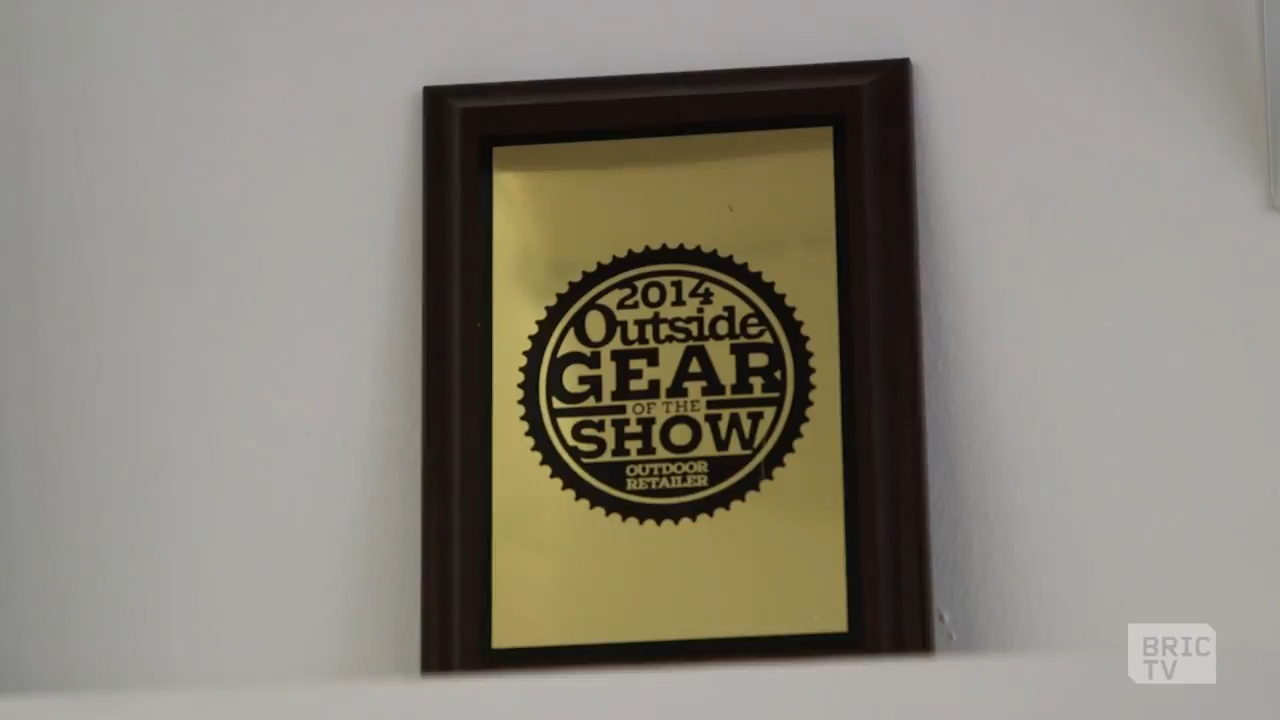 2014
Outside
GEAR
OF THE
SHOW
OUTDOOR
RETAILER
BRIC
TV